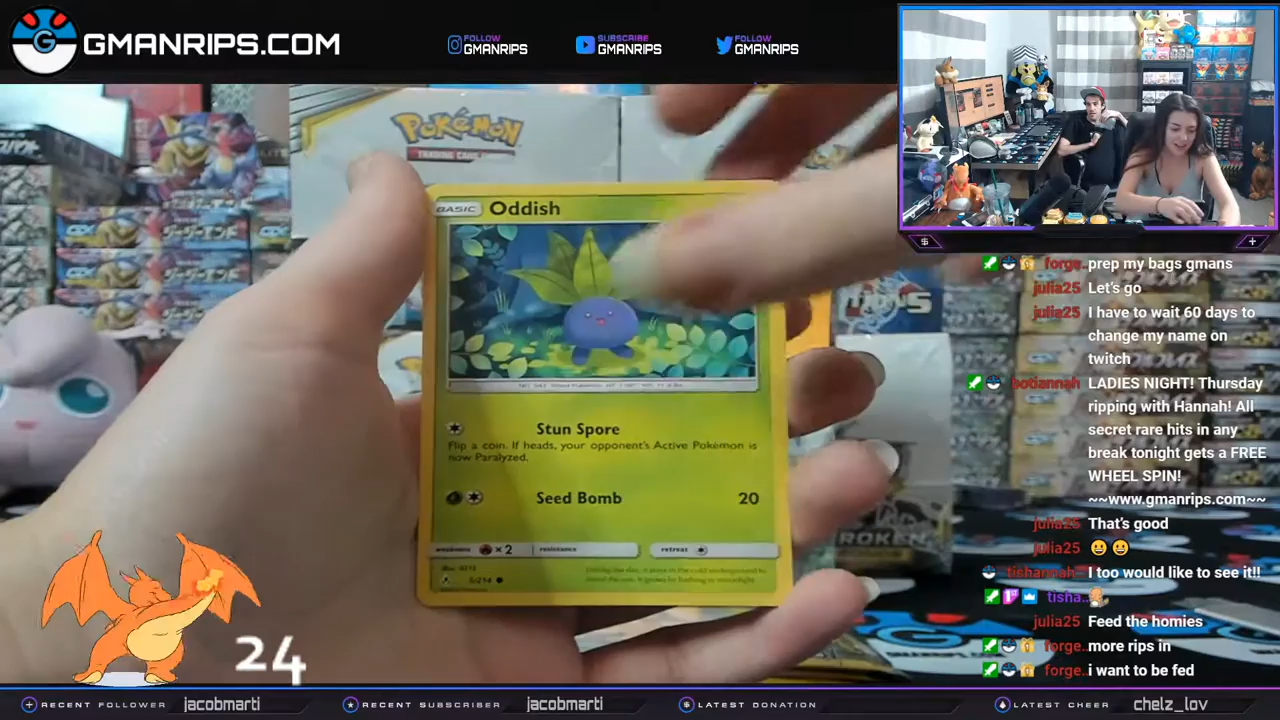 GMANRIPS.COM
FOLLOW
GMANRIPS
SUBSCRIBE
GMANRIPS
FOLLOW
GMANRIPS
POKéMON
TRADING CARD
BASIC Oddish
Stun Spore
Flip a coin. If heads, your opponent's Active Pokémon is
now Paralyzed.
Seed Bomb 20
weakness ×2 resistance retreat
5/214
24
forge. prep my bags gmans
julia25 Let's go
julia25 I have to wait 60 days to
change my name on
twitch
botiannah LADIES NIGHT! Thursday
ripping with Hannah! All
secret rare hits in any
break tonight gets a FREE
WHEEL SPIN!
~~www.gmanrips.com~~
julia25 That's good
julia25
tishannah I too would like to see it!!
tisha..
julia25 Feed the homies
forge.. more rips in
forge.. i want to be fed
RECENT FOLLOWER jacobmarti
RECENT SUBSCRIBER jacobmarti
LATEST DONATION
LATEST CHEER chelz_lov